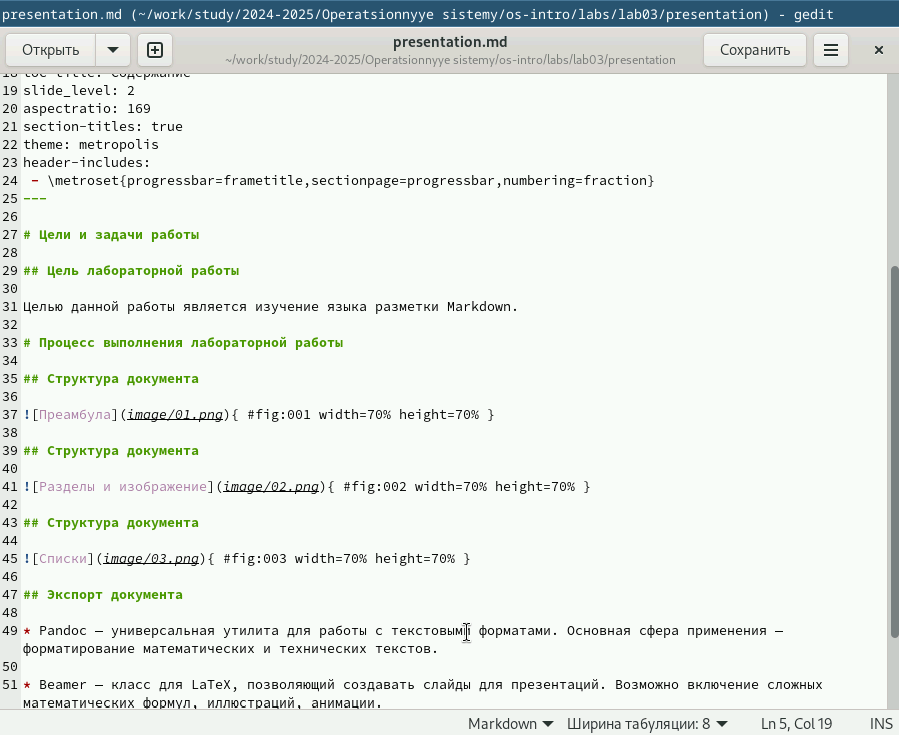 presentation.md (~/work/study/2024-2025/Operatsionnyye sistemy/os-intro/labs/lab03/presentation) - gedit
Открыть
presentation.md
~/work/study/2024-2025/Operatsionnyye sistemy/os-intro/labs/lab03/presentation
Сохранить
18 toc-title: Содержание
19 slide_level: 2
20 aspectratio: 169
21 section-titles: true
22 theme: metropolis
23 header-includes:
24  - \metroset{progressbar=frametitle,sectionpage=progressbar,numbering=fraction}
25 ---
26
27 # Цели и задачи работы
28
29 ## Цель лабораторной работы
30
31 Целью данной работы является изучение языка разметки Markdown.
32
33 # Процесс выполнения лабораторной работы
34
35 ## Структура документа
36
37 ![Преамбула](image/01.png){ #fig:001 width=70% height=70% }
38
39 ## Структура документа
40
41 ![Разделы и изображение](image/02.png){ #fig:002 width=70% height=70% }
42
43 ## Структура документа
44
45 ![Списки](image/03.png){ #fig:003 width=70% height=70% }
46
47 ## Экспорт документа
48
49 * Pandoc — универсальная утилита для работы с текстовыми форматами. Основная сфера применения —
форматирование математических и технических текстов.
50
51 * Beamer — класс для LaTeX, позволяющий создавать слайды для презентаций. Возможно включение сложных
математических формул, иллюстраций, анимации.
Markdown
Ширина табуляции: 8
Ln 5, Col 19
INS